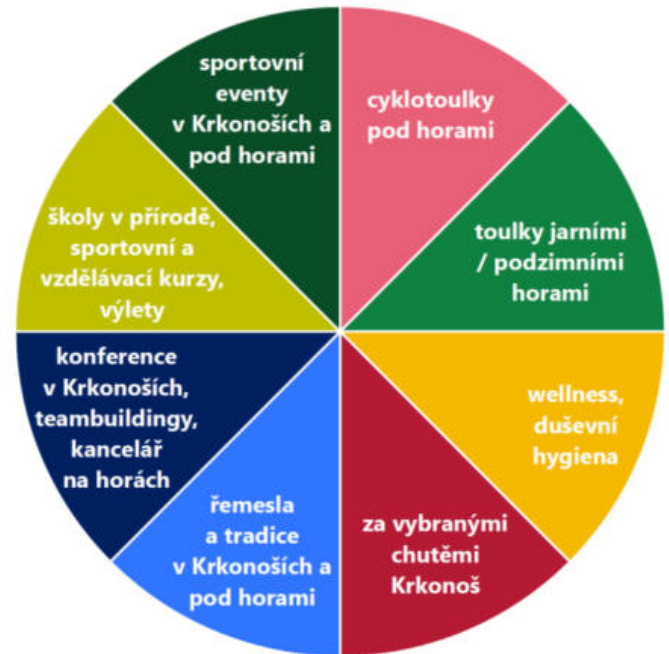 sportovní
eventy
v Krkonoších a
pod horami
cyklotoulky
pod horami
toulky jarními
/ podzimními
horami
wellness,
duševní
hygiena
za vybranými
chutěmi
Krkonoš
řemesla
a tradice
v Krkonoších a
pod horami
konference
v Krkonoších,
teambuildingy,
kancelář
na horách
školy v přírodě,
sportovní a
vzdělávací kurzy,
výlety